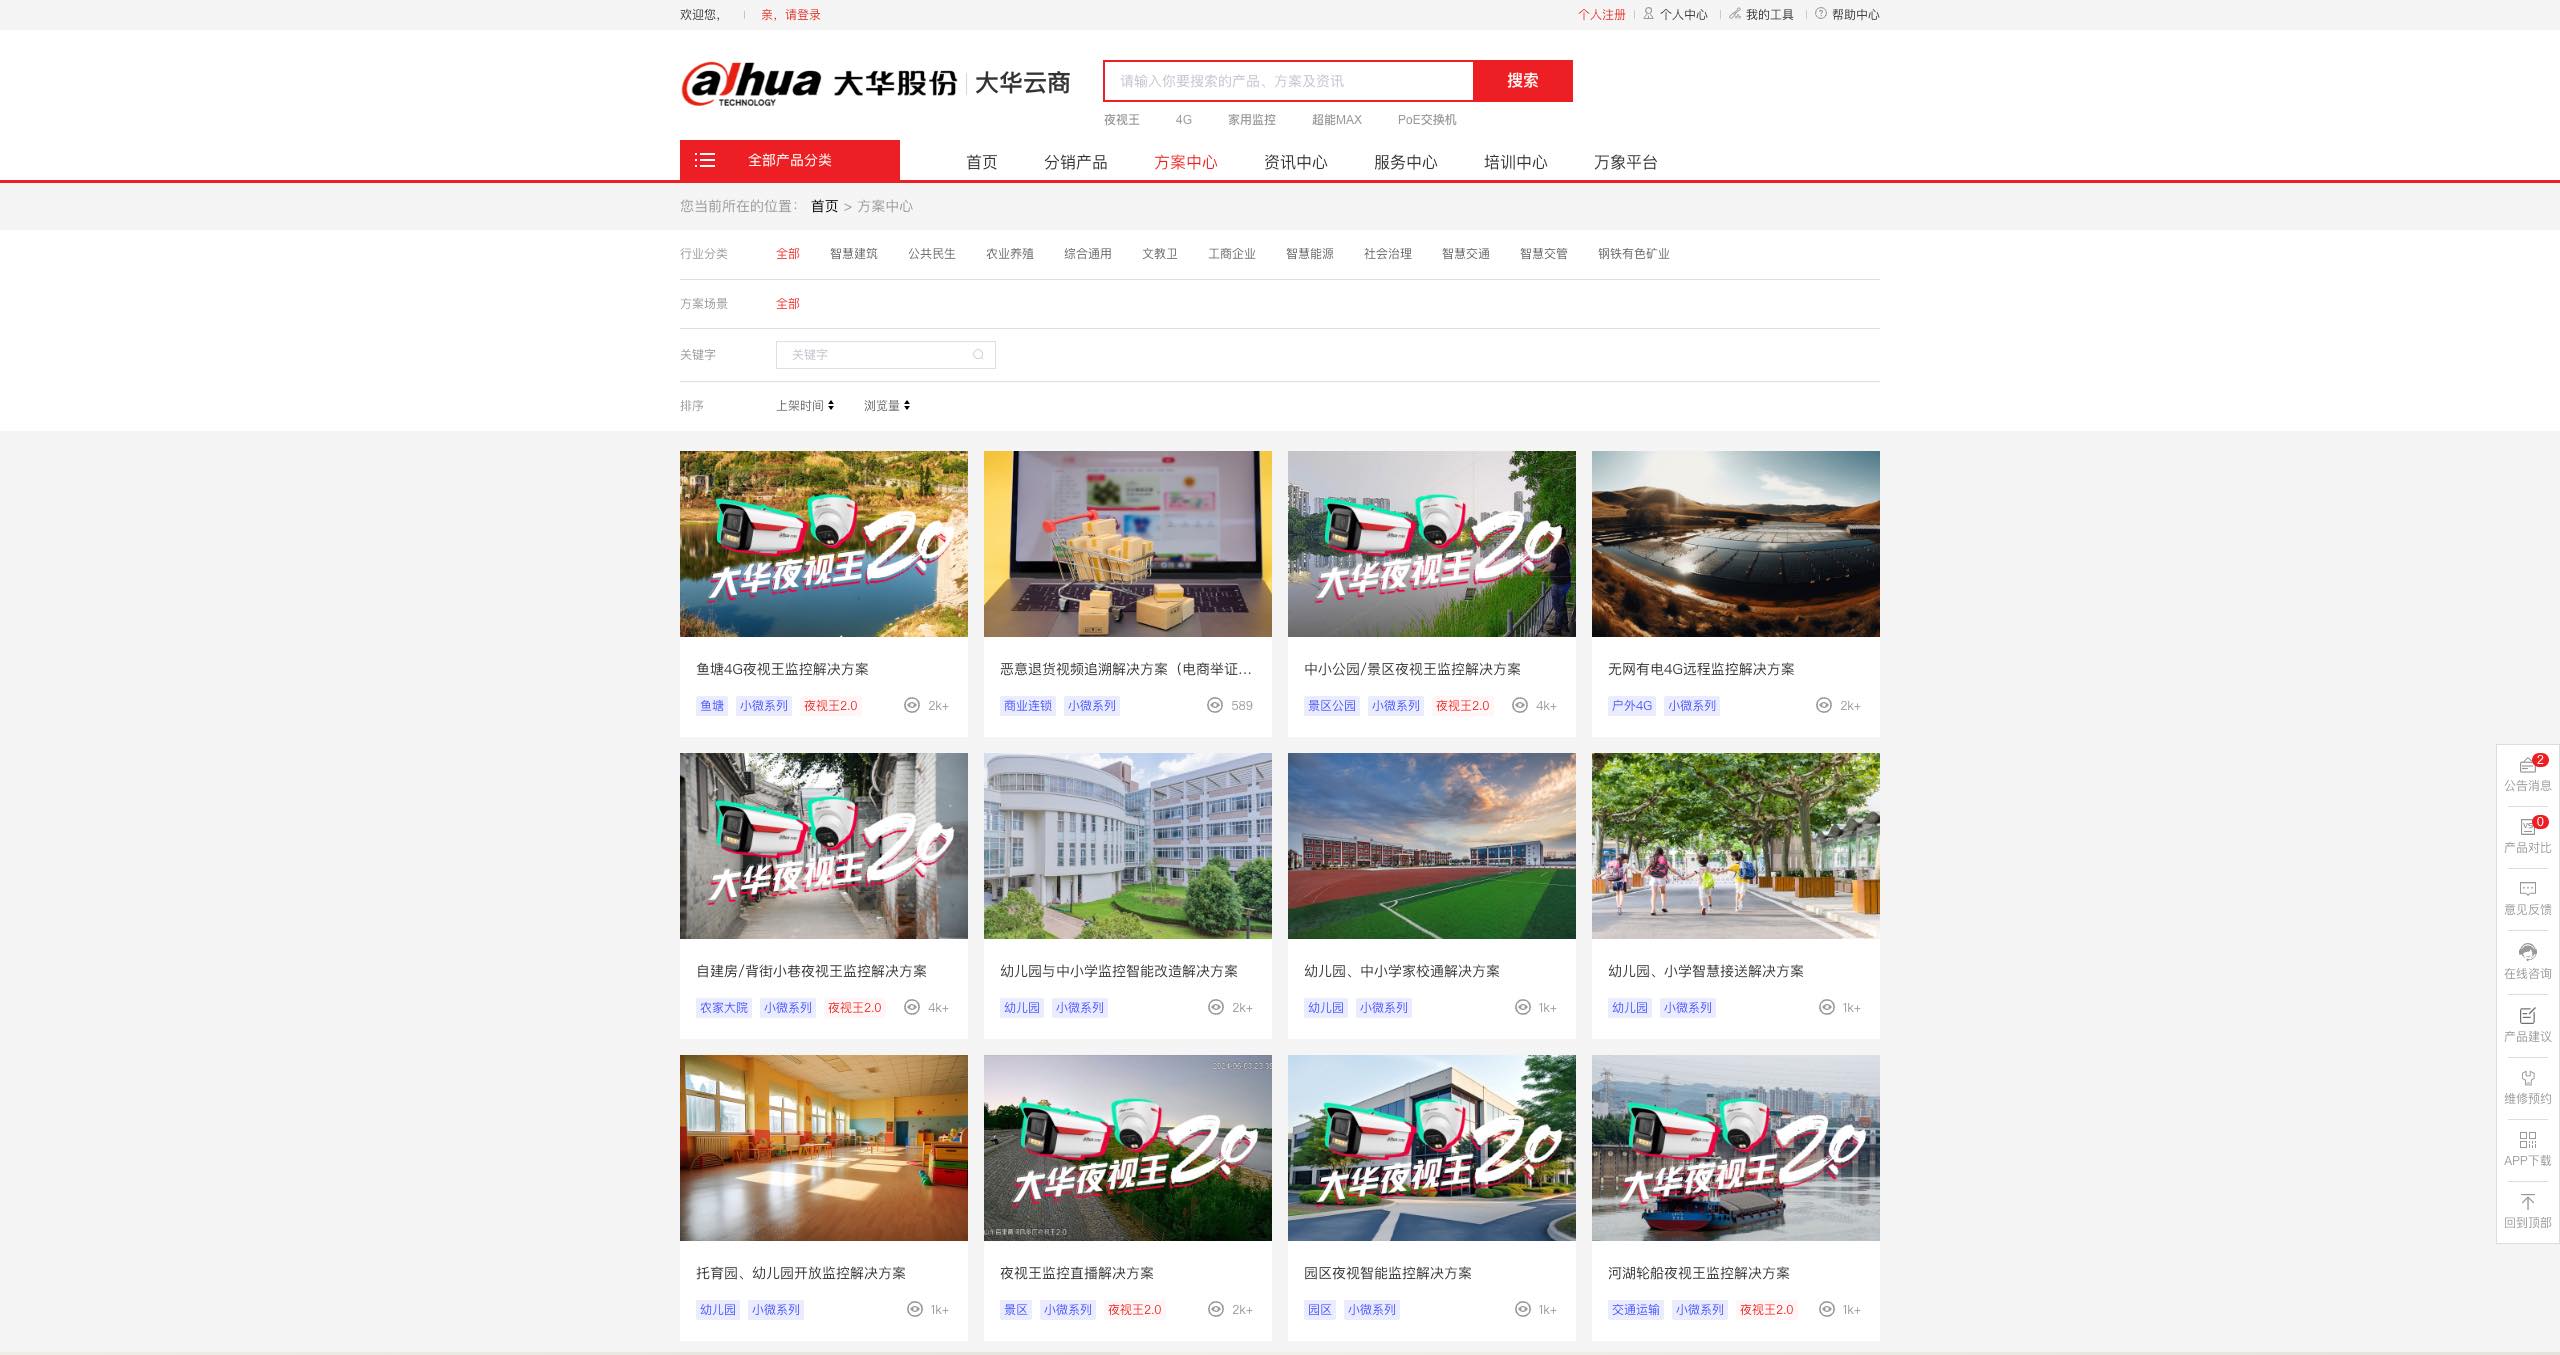 欢迎您，
亲，请登录
个人注册
个人中心
我的工具
帮助中心
alhua
TECHNOLOGY
大华股份
大华云商
请输入你要搜索的产品、方案及资讯
搜索
夜视王 4G 家用监控 超能MAX PoE交换机
全部产品分类
首页 分销产品 方案中心 资讯中心 服务中心 培训中心 万象平台
您当前所在的位置： 首页 > 方案中心
行业分类 全部 智慧建筑 公共民生 农业养殖 综合通用 文教卫 工商企业 智慧能源 社会治理 智慧交通 智慧交管 钢铁有色矿业
方案场景 全部
关键字 关键字
排序 上架时间 浏览量
大华夜视王2.0
大华夜视王2.0
鱼塘4G夜视王监控解决方案
鱼塘 小微系列 夜视王2.0 2k+
恶意退货视频追溯解决方案（电商举证...
商业连锁 小微系列 589
中小公园/景区夜视王监控解决方案
景区公园 小微系列 夜视王2.0 4k+
无网有电4G远程监控解决方案
户外4G 小微系列 2k+
大华夜视王2.0
自建房/背街小巷夜视王监控解决方案
农家大院 小微系列 夜视王2.0 4k+
幼儿园与中小学监控智能改造解决方案
幼儿园 小微系列 2k+
幼儿园、中小学家校通解决方案
幼儿园 小微系列 1k+
幼儿园、小学智慧接送解决方案
幼儿园 小微系列 1k+
大华夜视王2.0
大华夜视王2.0
大华夜视王2.0
托育园、幼儿园开放监控解决方案
幼儿园 小微系列 1k+
夜视王监控直播解决方案
景区 小微系列 夜视王2.0 2k+
园区夜视智能监控解决方案
园区 小微系列 1k+
河湖轮船夜视王监控解决方案
交通运输 小微系列 夜视王2.0 1k+
2
公告消息
VS
0
产品对比
意见反馈
在线咨询
产品建议
维修预约
APP下载
回到顶部